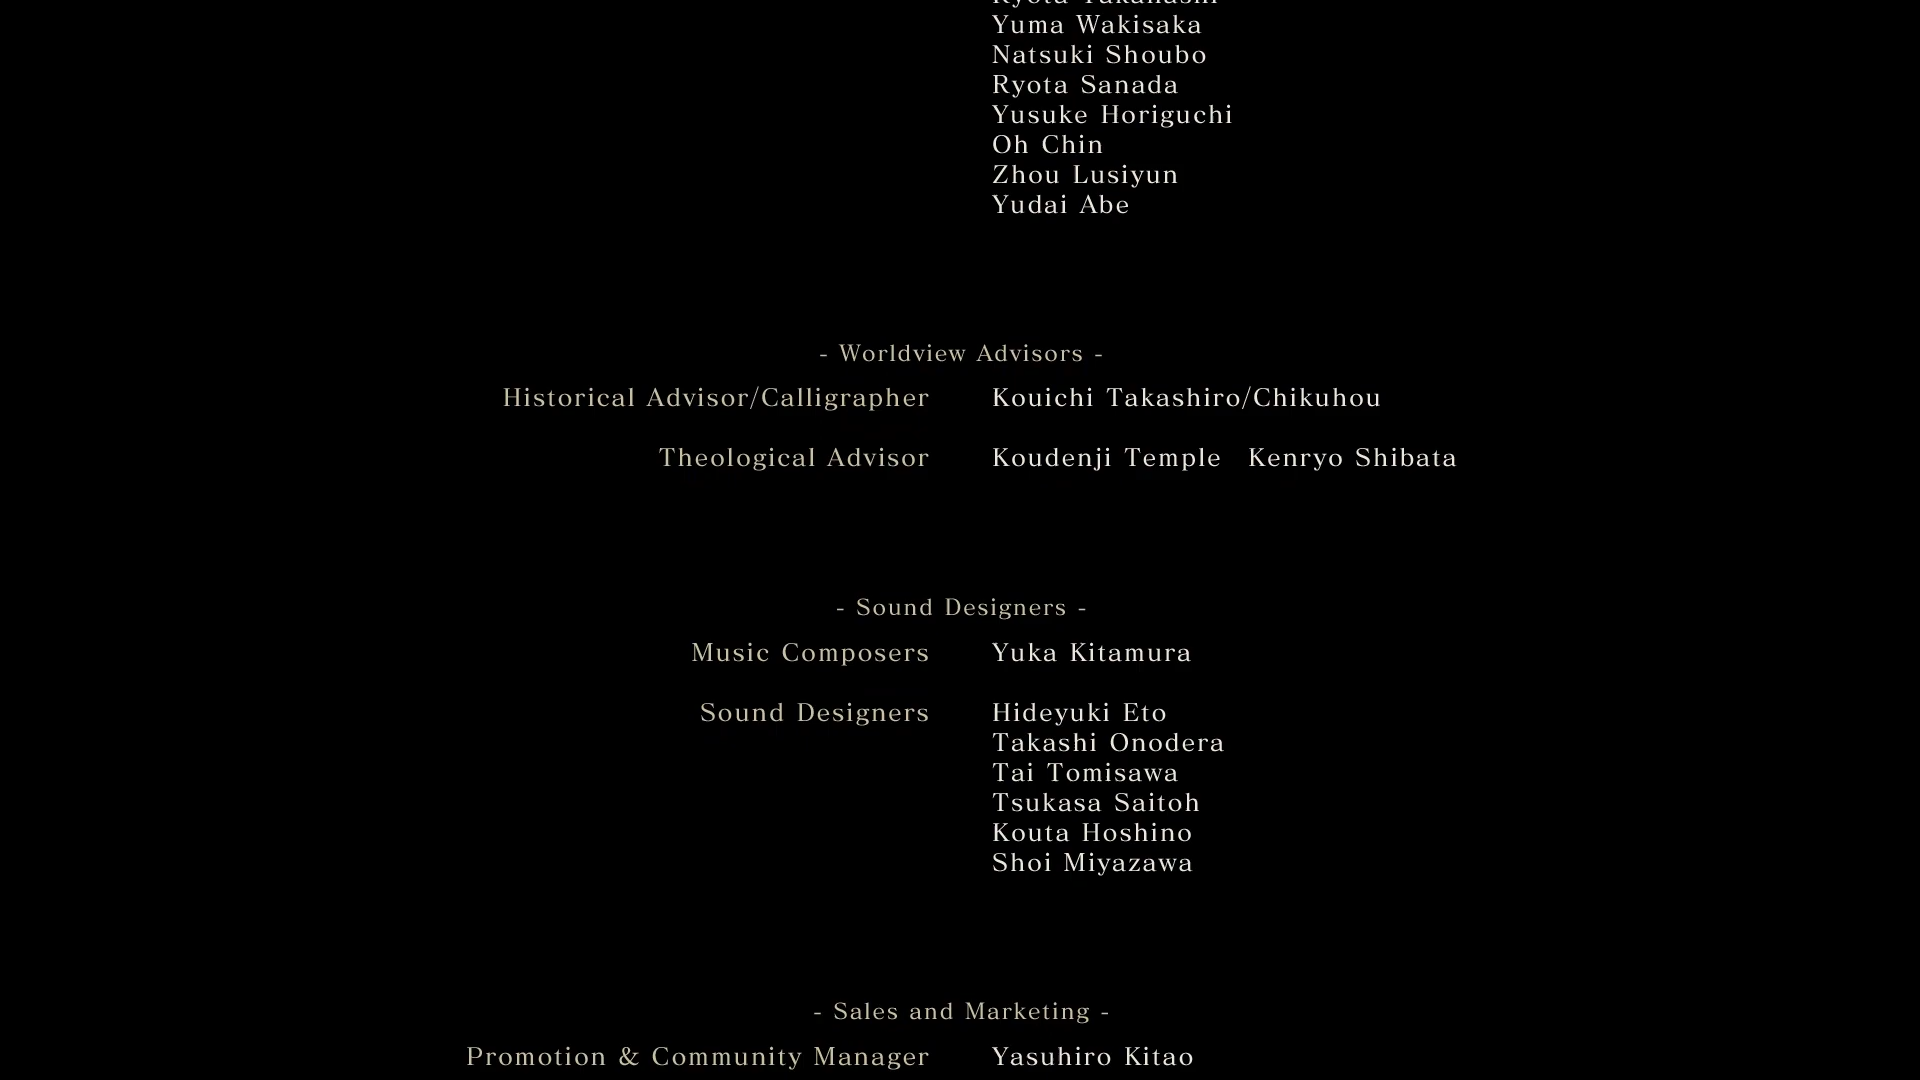 Yuma Wakisaka
Natsuki Shoubo
Ryota Sanada
Yusuke Horiguchi
Oh Chin
Zhou Lusiyun
Yudai Abe
- Worldview Advisors -
Historical Advisor/Calligrapher Kouichi Takashiro/Chikuhou
Theological Advisor Koudenji Temple Kenryo Shibata
- Sound Designers -
Music Composers Yuka Kitamura
Sound Designers Hideyuki Eto
Takashi Onodera
Tai Tomisawa
Tsukasa Saitoh
Kouta Hoshino
Shoi Miyazawa
- Sales and Marketing -
Promotion & Community Manager Yasuhiro Kitao